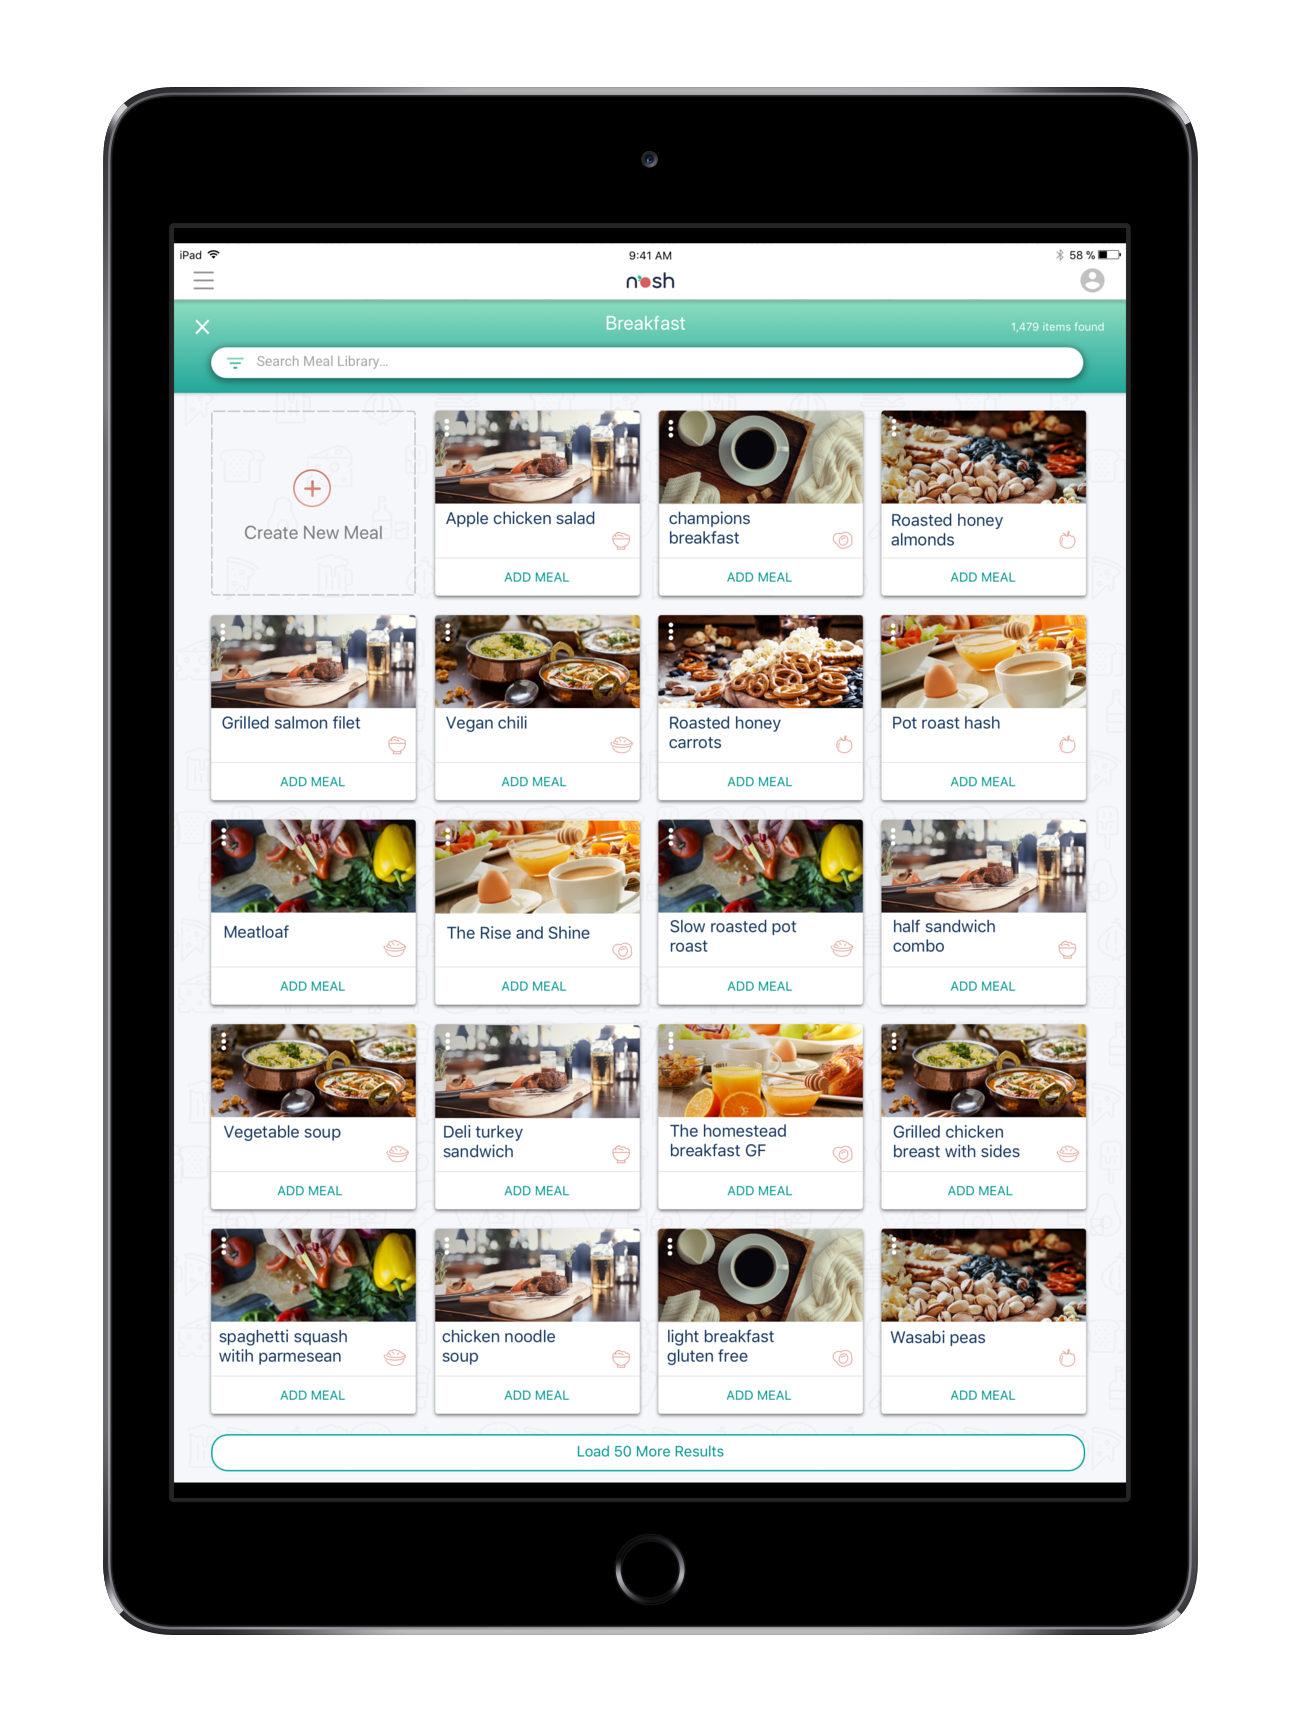 iPad 9:41 AM 58 %
nosh
Breakfast
1,479 items found
Search Meal Library...
Create New Meal
Apple chicken salad
ADD MEAL
champions
breakfast
ADD MEAL
Roasted honey
almonds
ADD MEAL
Grilled salmon filet
ADD MEAL
Vegan chili
ADD MEAL
Roasted honey
carrots
ADD MEAL
Pot roast hash
ADD MEAL
Meatloaf
ADD MEAL
The Rise and Shine
ADD MEAL
Slow roasted pot
roast
ADD MEAL
half sandwich
combo
ADD MEAL
Vegetable soup
ADD MEAL
Deli turkey
sandwich
ADD MEAL
The homestead
breakfast GF
ADD MEAL
Grilled chicken
breast with sides
ADD MEAL
spaghetti squash
witih parmesean
ADD MEAL
chicken noodle
soup
ADD MEAL
light breakfast
gluten free
ADD MEAL
Wasabi peas
ADD MEAL
Load 50 More Results